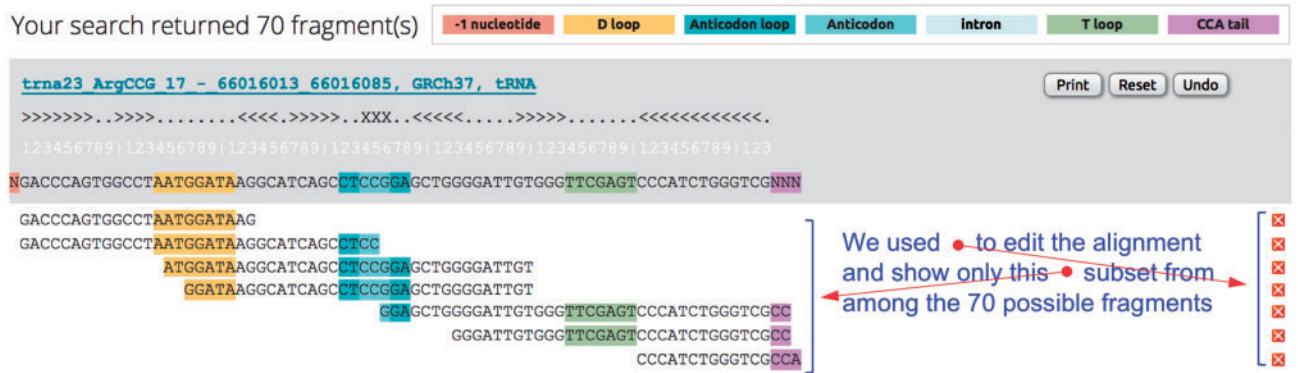 Your search returned 70 fragment(s)
-1 nucleotide D loop Anticodon loop Anticodon intron T loop CCA tail
trna23_ArgCCG_17_-_66016013_66016085, GRCh37, tRNA
Print Reset Undo
>>>>>>>..>>>>........<<<<.>>>>>..XXX..<<<<<.....>>>>>.......<<<<<<<<<<<<.
123456789|123456789|123456789|123456789|123456789|123456789|123456789|123
NGACCCAGTGGCCTAATGGATAAGGCATCAGCCTCCGGAGCTGGGGATTGTGGGTTCGAGTCCCATCTGGGTCGNNN
GACCCAGTGGCCTAATGGATAAG
GACCCAGTGGCCTAATGGATAAGGCATCAGCCTCC
ATGGATAAGGCATCAGCCTCCGGAGCTGGGGATTGT
GGATAAGGCATCAGCCTCCGGAGCTGGGGATTGT
GGAGCTGGGGATTGTGGGTTCGAGTCCCATCTGGGTCGCC
GGGATTGTGGGTTCGAGTCCCATCTGGGTCGCC
CCCATCTGGGTCGCCA
We used to edit the alignment
and show only this subset from
among the 70 possible fragments